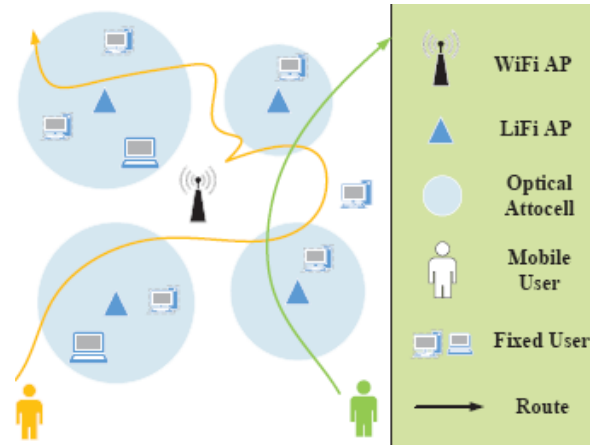 WiFi AP
LiFi AP
Optical
Attocell
Mobile
User
Fixed User
Route